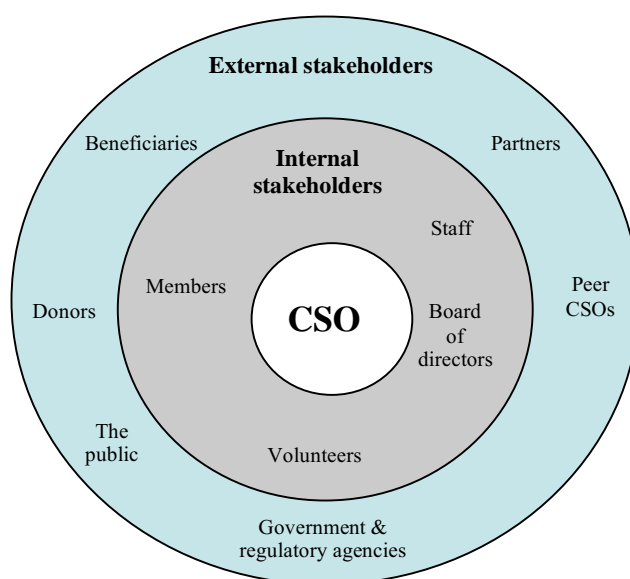 External stakeholders
Beneficiaries
Partners
Internal
stakeholders
Staff
Members
Donors
CSO
Board
of
directors
Peer
CSOs
The
public
Volunteers
Government &
regulatory agencies